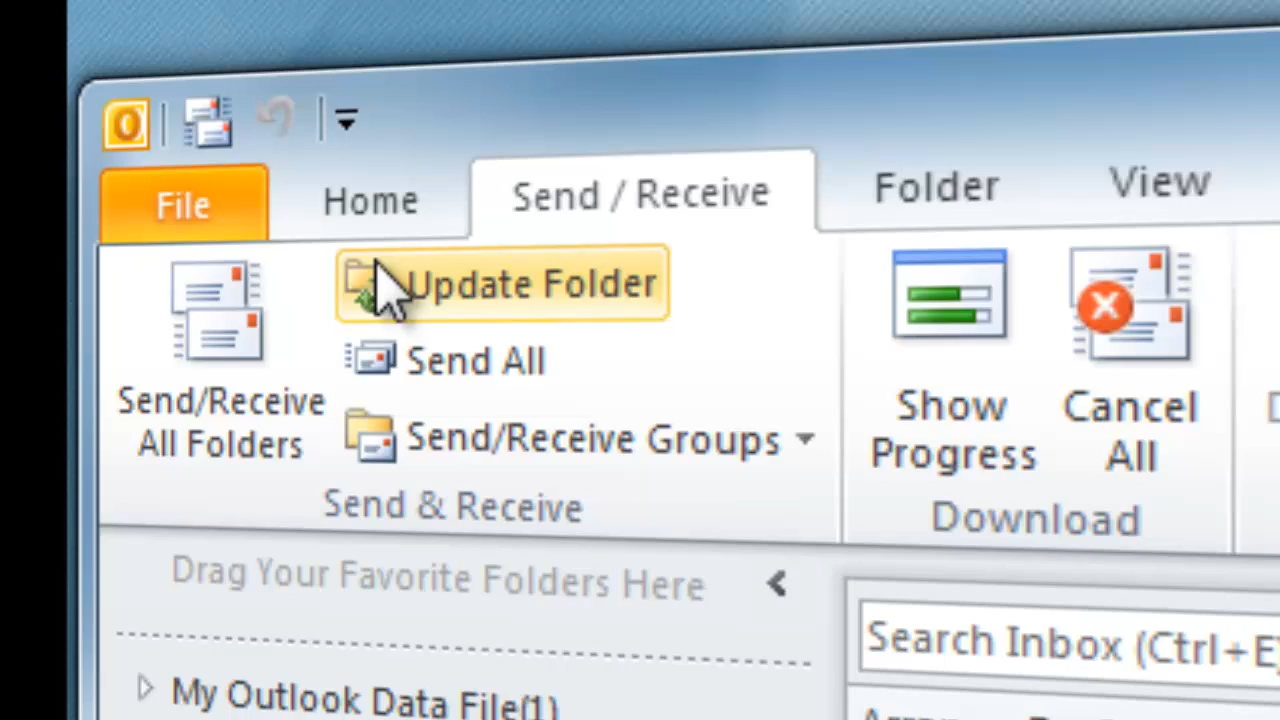 File Home Send / Receive Folder View
Update Folder
Send All
Send/Receive
All Folders
Send/Receive Groups
Send & Receive
Show
Progress
Cancel
All
Download
Drag Your Favorite Folders Here
Search Inbox (Ctrl+E)
My Outlook Data File(1)